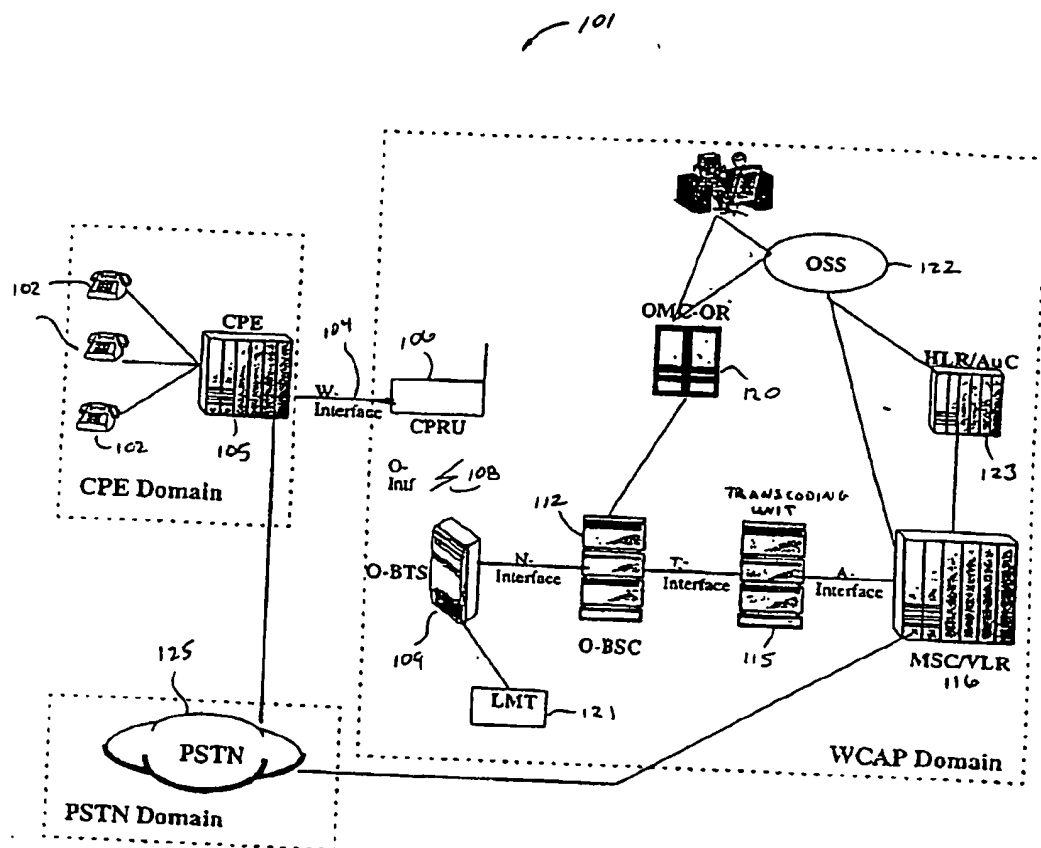 101
OSS
122
OMC-OR
120
HLR/AuC
123
102
102
CPE
105
CPE Domain
104
W-
Interface
106
CPRU
O-
Intf
108
112
O-BTS
109
N-
Interface
O-BSC
T-
Interface
TRANSCODING
UNIT
115
A-
Interface
MSC/VLR
116
LMT
121
WCAP Domain
125
PSTN
PSTN Domain